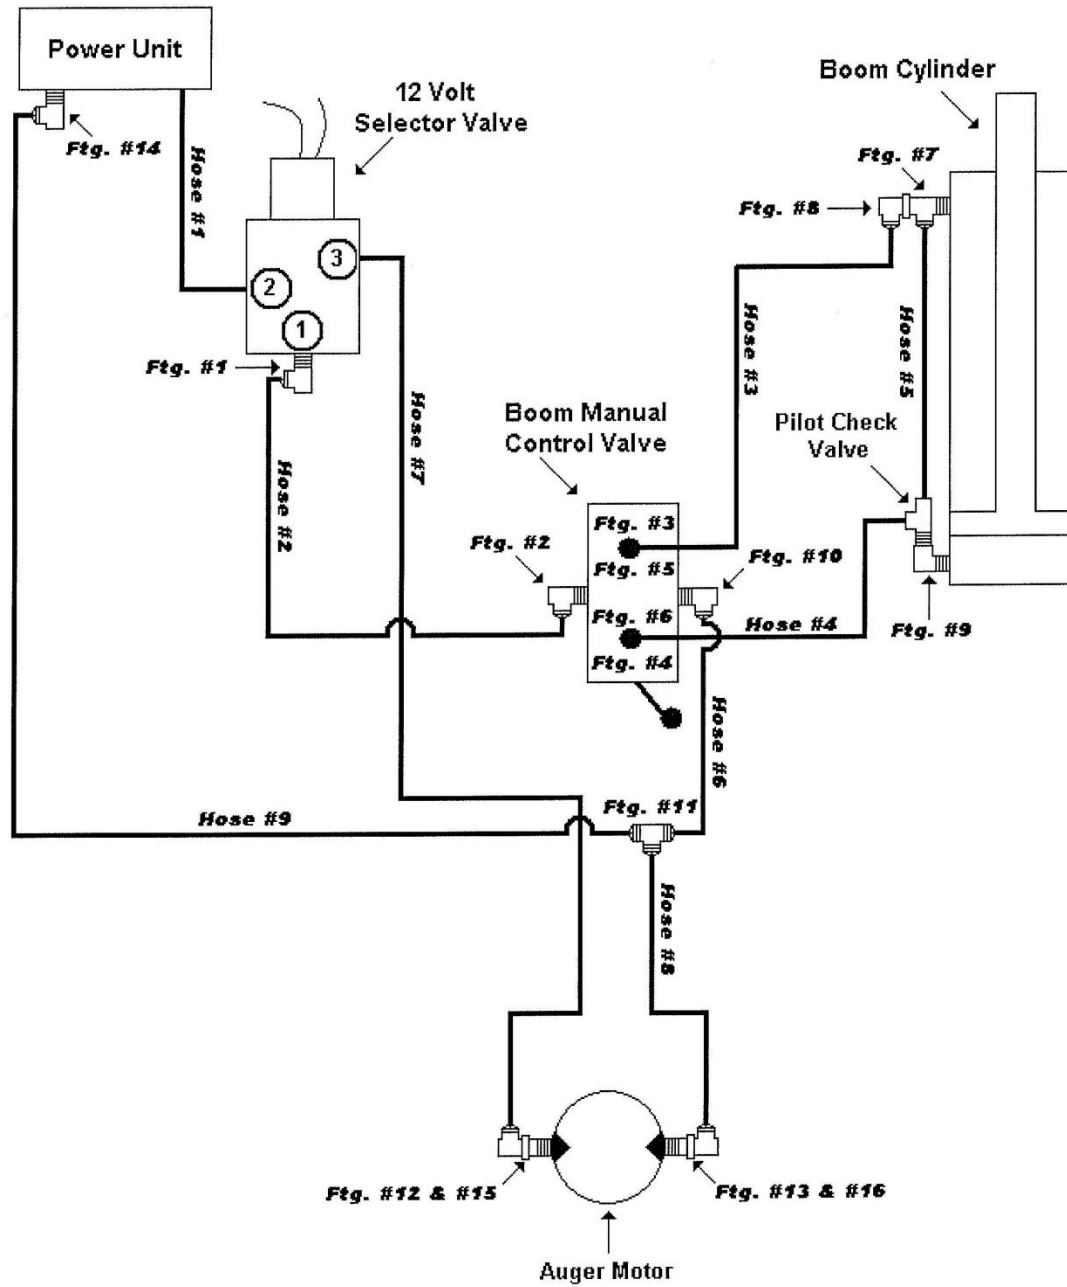 Power Unit
12 Volt
Selector Valve
Boom Cylinder
Ftg. #14
Hose #1
Ftg. #7
Ftg. #8
3
2
1
Ftg. #1
Hose #2
Hose #7
Hose #3
Hose #5
Boom Manual
Control Valve
Pilot Check
Valve
Ftg. #3
Ftg. #2
Ftg. #5
Ftg. #10
Ftg. #6
Hose #4
Ftg. #9
Ftg. #4
Hose #6
Ftg. #11
Hose #9
Hose #8
Ftg. #12 & #15
Ftg. #13 & #16
Auger Motor